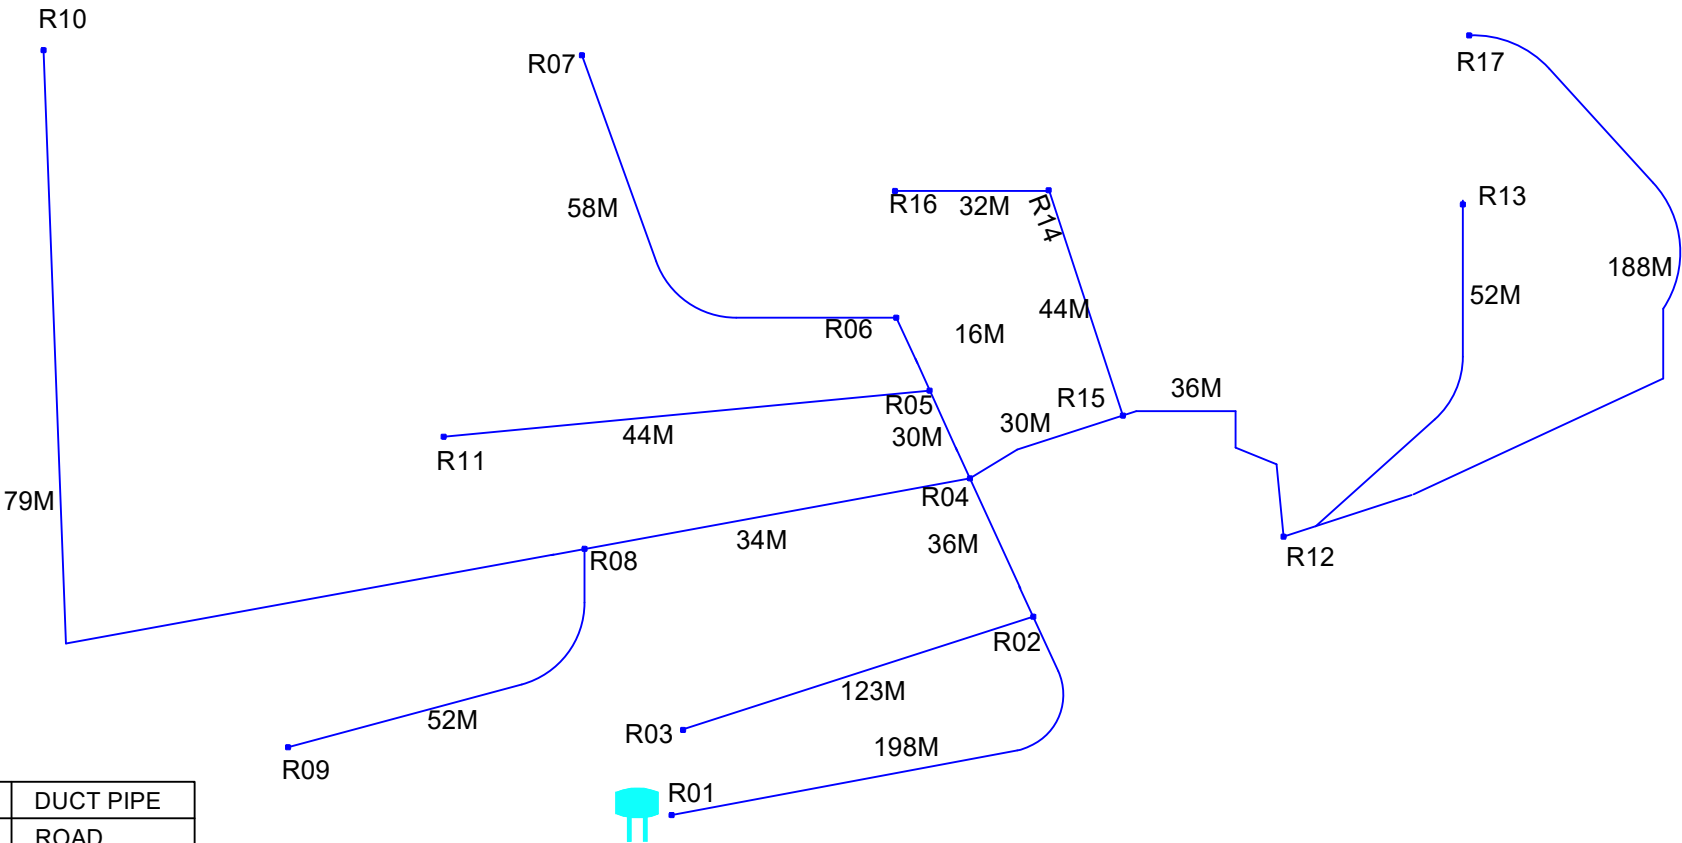 R10
R07
R17
58M
R16
32M
R14
R13
188M
52M
44M
16M
R06
R05
R15
36M
30M
30M
44M
R11
R04
79M
34M
36M
R08
R12
R02
123M
52M
R03
198M
R09
R01
DUCT PIPE
ROAD